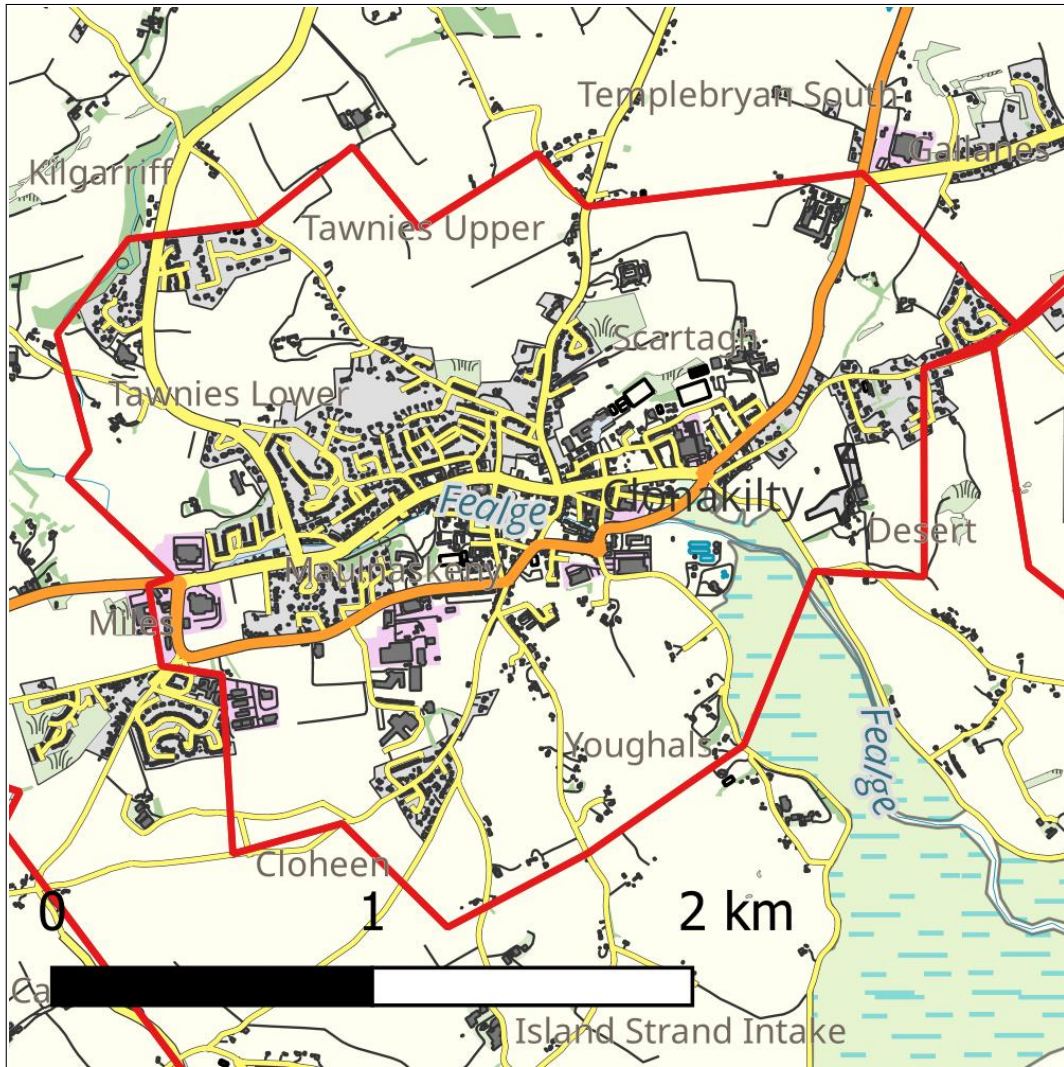 Templebryan South
Gallanes
Kilgarriff
Tawnies Upper
Scartagh
Tawnies Lower
Clonakilty
Fealge
Desert
Maulnaskehy
Miles
Fealge
Youghals
Cloheen
0 1 2 km
Ca
Island Strand Intake